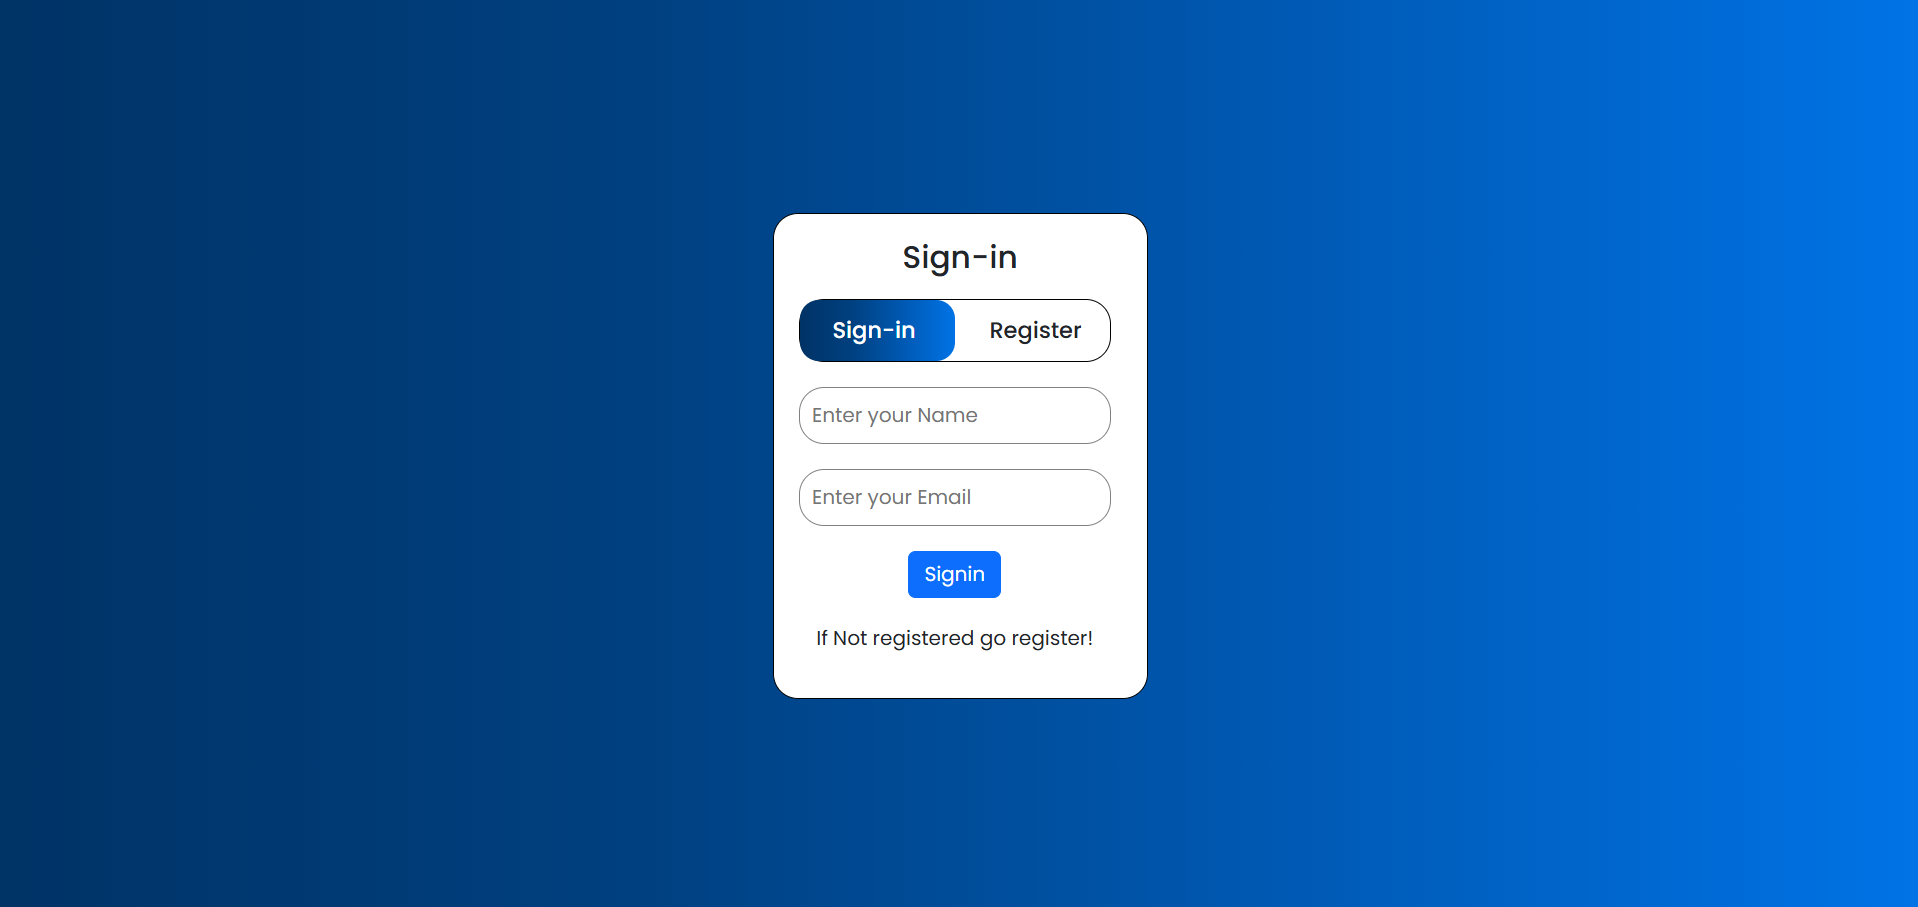 Sign-in
Sign-in Register
Enter your Name
Enter your Email
Signin
If Not registered go register!